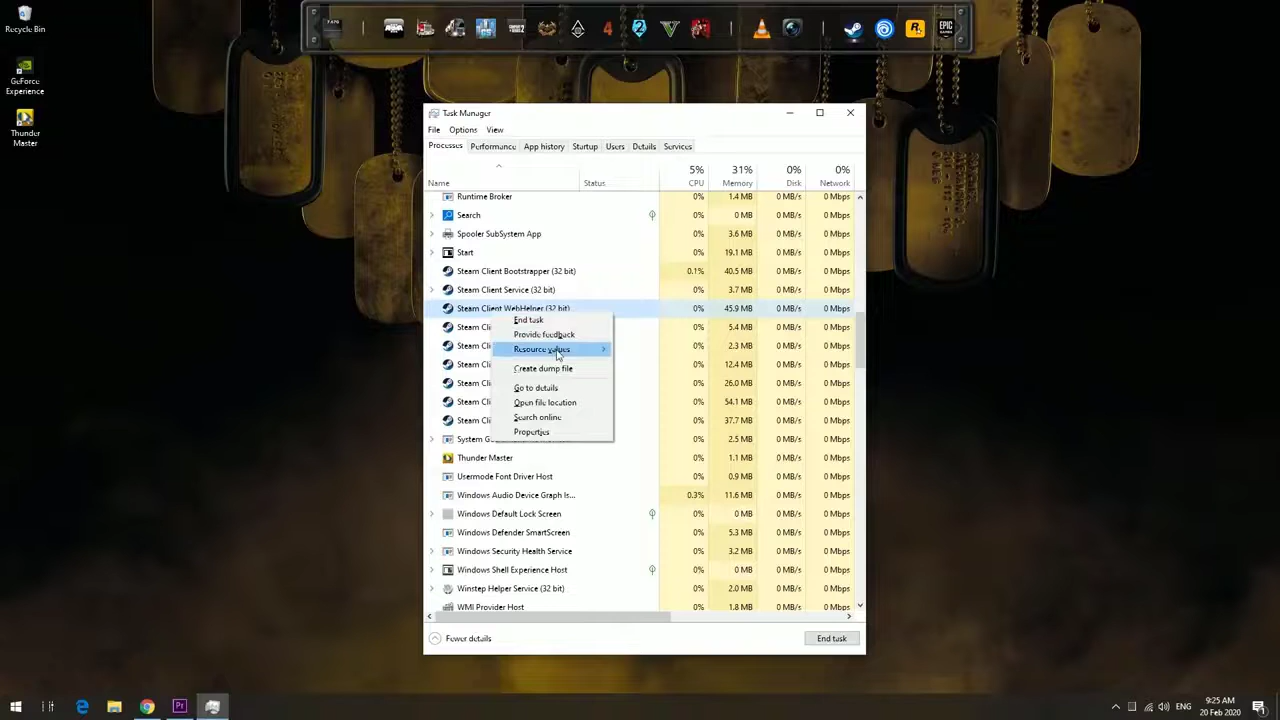 Recycle Bin
GeForce
Experience
Thunder
Master
Task Manager
File Options View
Processes Performance App history Startup Users Details Services
5% 31% 0% 0%
Name Status CPU Memory Disk Network
Runtime Broker 0% 1.4 MB 0 MB/s 0 Mbps
Search 0% 0 MB 0 MB/s 0 Mbps
Spooler SubSystem App 0% 3.6 MB 0 MB/s 0 Mbps
Start 0% 19.1 MB 0 MB/s 0 Mbps
Steam Client Bootstrapper (32 bit) 0.1% 40.5 MB 0 MB/s 0 Mbps
Steam Client Service (32 bit) 0% 3.7 MB 0 MB/s 0 Mbps
Steam Client WebHelper (32 bit) 0% 45.9 MB 0 MB/s 0 Mbps
Steam Cli 0% 5.4 MB 0 MB/s 0 Mbps
Steam Cli 0% 2.3 MB 0 MB/s 0 Mbps
Steam Cli 0% 12.4 MB 0 MB/s 0 Mbps
Steam Cli 0% 26.0 MB 0 MB/s 0 Mbps
Steam Cli 0% 54.1 MB 0 MB/s 0 Mbps
Steam Cli 0% 37.7 MB 0 MB/s 0 Mbps
End task
Provide feedback
Resource values
Create dump file
Go to details
Open file location
Search online
Properties
System 0% 2.5 MB 0 MB/s 0 Mbps
Thunder Master 0% 1.1 MB 0 MB/s 0 Mbps
Usermode Font Driver Host 0% 0.9 MB 0 MB/s 0 Mbps
Windows Audio Device Graph Is... 0.3% 11.6 MB 0 MB/s 0 Mbps
Windows Default Lock Screen 0% 0 MB 0 MB/s 0 Mbps
Windows Defender SmartScreen 0% 5.3 MB 0 MB/s 0 Mbps
Windows Security Health Service 0% 3.2 MB 0 MB/s 0 Mbps
Windows Shell Experience Host 0% 0 MB 0 MB/s 0 Mbps
Winstep Helper Service (32 bit) 0% 2.0 MB 0 MB/s 0 Mbps
WMI Provider Host 0% 1.8 MB 0 MB/s 0 Mbps
Fewer details End task
ENG
9:25 AM
20 Feb 2020